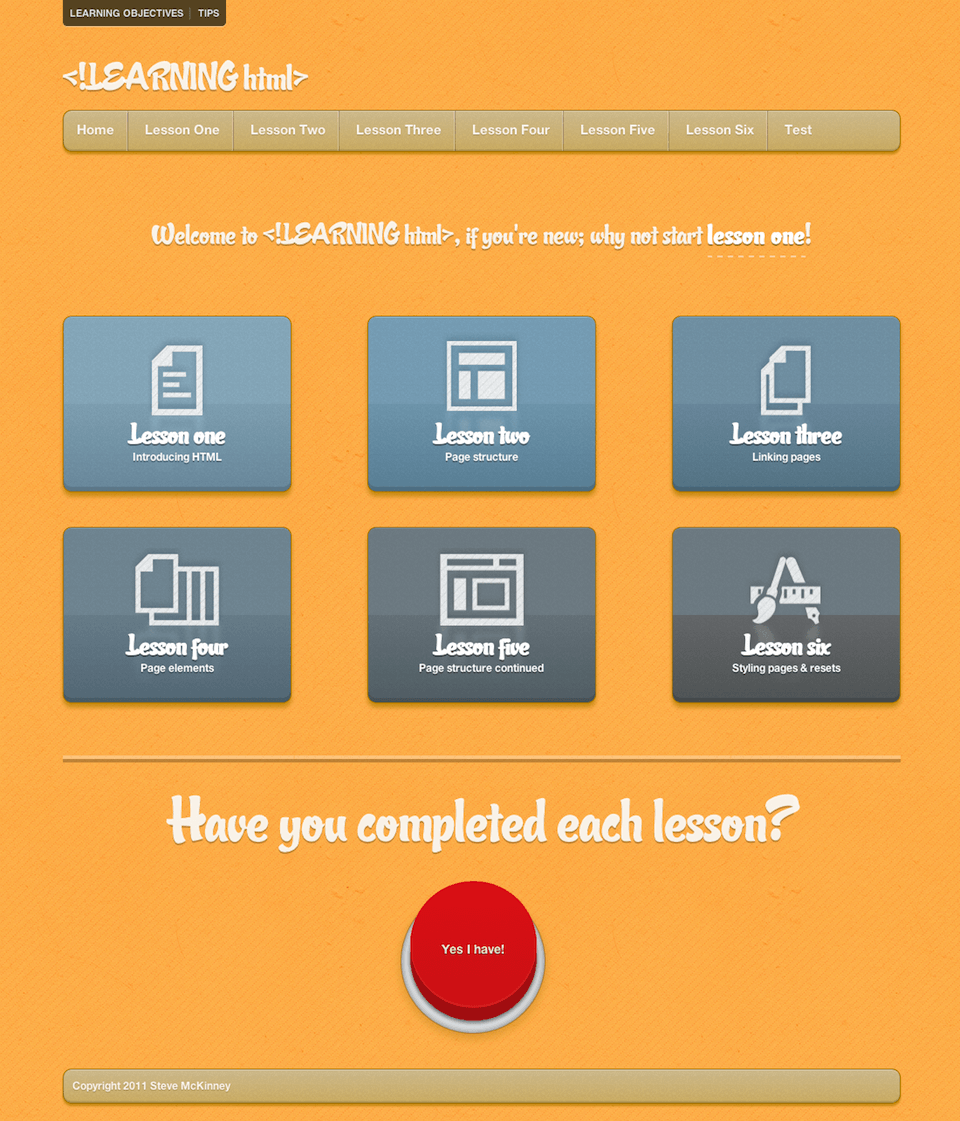 LEARNING OBJECTIVES TIPS
<!LEARNING html>
Home Lesson One Lesson Two Lesson Three Lesson Four Lesson Five Lesson Six Test
Welcome to <!LEARNING html>, if you're new; why not start lesson one!
Lesson one
Introducing HTML
Lesson two
Page structure
Lesson three
Linking pages
Lesson four
Page elements
Lesson five
Page structure continued
Lesson six
Styling pages & resets
Have you completed each lesson?
Yes I have!
Copyright 2011 Steve McKinney